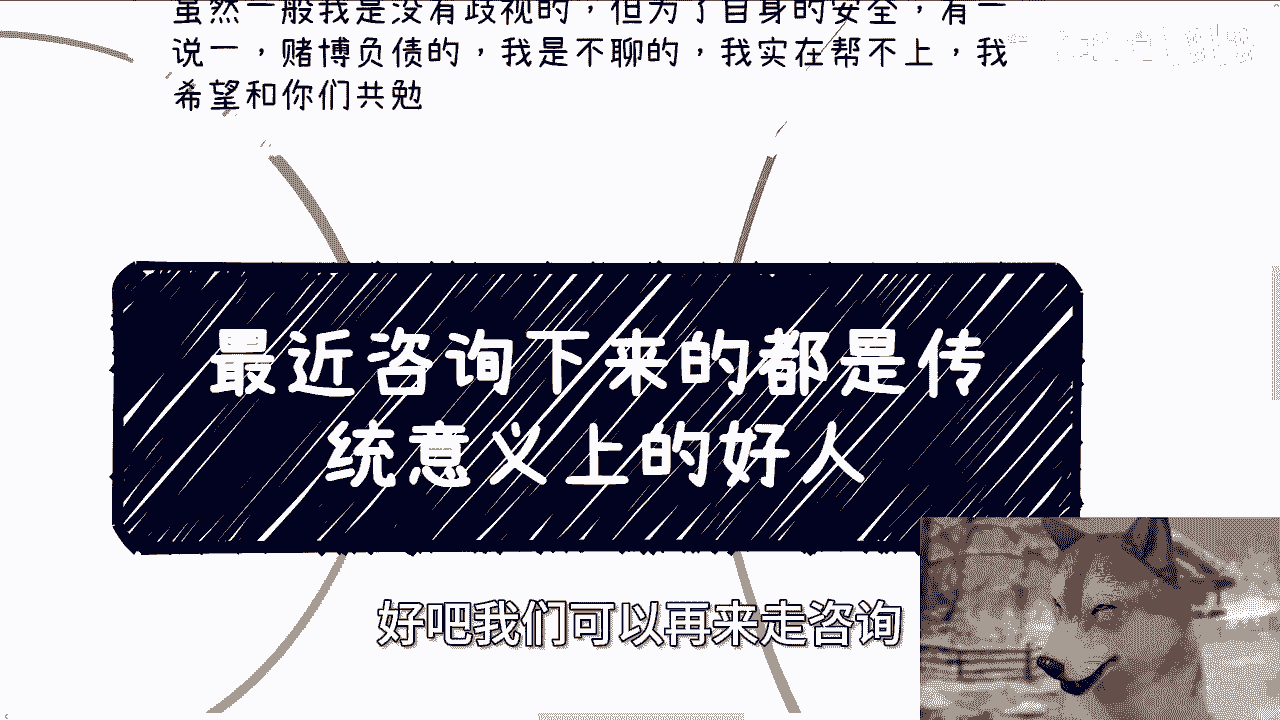 虽然一般我是没有歧视的，但为了自身的安全，有一
说一，赌博负债的，我是不聊的，我实在帮不上，我
希望和你们共勉
最近咨询下来的都是传
统意义上的好人
好吧我们可以再来走咨询